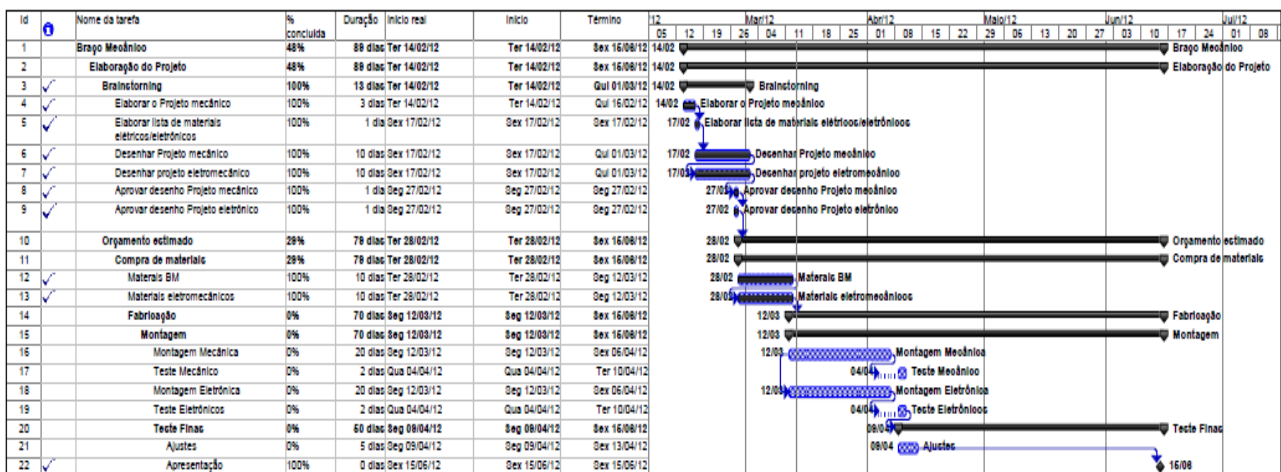 Id Nome da tarefa % concluída Duração Início real Início Término '12 Mar/12 Abr/12 Maio/12 Jun/12 Jul/12
05 12 19 26 04 11 18 25 01 08 15 22 29 06 13 20 27 03 10 17 24 01 08
1 Braço Mecânico 48% 89 dias Ter 14/02/12 Ter 14/02/12 Sex 15/06/12 14/02 Braço Mecânico
2 Elaboração do Projeto 48% 89 dias Ter 14/02/12 Ter 14/02/12 Sex 15/06/12 14/02 Elaboração do Projeto
3 Brainstorning 100% 13 dias Ter 14/02/12 Ter 14/02/12 Qui 01/03/12 14/02 Brainstorning
4 Elaborar o Projeto mecânico 100% 3 dias Ter 14/02/12 Ter 14/02/12 Qui 16/02/12 14/02 Elaborar o Projeto mecânico
5 Elaborar lista de materiais elétricos/eletrônicos 100% 1 dia Sex 17/02/12 Sex 17/02/12 Sex 17/02/12 17/02 Elaborar lista de materiais elétricos/eletrônicos
6 Desenhar Projeto mecânico 100% 10 dias Sex 17/02/12 Sex 17/02/12 Qui 01/03/12 17/02 Desenhar Projeto mecânico
7 Desenhar projeto eletromecânico 100% 10 dias Sex 17/02/12 Sex 17/02/12 Qui 01/03/12 17/02 Desenhar projeto eletromecânico
8 Aprovar desenho Projeto mecânico 100% 1 dia Seg 27/02/12 Seg 27/02/12 Seg 27/02/12 27/02 Aprovar desenho Projeto mecânico
9 Aprovar desenho Projeto eletrônico 100% 1 dia Seg 27/02/12 Seg 27/02/12 Seg 27/02/12 27/02 Aprovar desenho Projeto eletrônico
10 Orçamento estimado 29% 79 dias Ter 28/02/12 Ter 28/02/12 Sex 15/06/12 28/02 Orçamento estimado
11 Compra de materiais 29% 79 dias Ter 28/02/12 Ter 28/02/12 Sex 15/06/12 28/02 Compra de materiais
12 Materais BM 100% 10 dias Ter 28/02/12 Ter 28/02/12 Seg 12/03/12 28/02 Materais BM
13 Materiais eletromecânicos 100% 10 dias Ter 28/02/12 Ter 28/02/12 Seg 12/03/12 28/02 Materiais eletromecânicos
14 Fabricação 0% 70 dias Seg 12/03/12 Seg 12/03/12 Sex 15/06/12 12/03 Fabricação
15 Montagem 0% 70 dias Seg 12/03/12 Seg 12/03/12 Sex 15/06/12 12/03 Montagem
16 Montagem Mecânica 0% 20 dias Seg 12/03/12 Seg 12/03/12 Sex 06/04/12 12/03 Montagem Mecânica
17 Teste Mecânico 0% 2 dias Qua 04/04/12 Qua 04/04/12 Ter 10/04/12 04/04 Teste Mecânico
18 Montagem Eletrônica 0% 20 dias Seg 12/03/12 Seg 12/03/12 Sex 06/04/12 12/03 Montagem Eletrônica
19 Teste Eletrônicos 0% 2 dias Qua 04/04/12 Qua 04/04/12 Ter 10/04/12 04/04 Teste Eletrônicos
20 Teste Finas 0% 50 dias Seg 09/04/12 Seg 09/04/12 Sex 15/06/12 09/04 Teste Finas
21 Ajustes 0% 5 dias Seg 09/04/12 Seg 09/04/12 Sex 13/04/12 09/04 Ajustes
22 Apresentação 100% 0 dias Sex 15/06/12 Sex 15/06/12 Sex 15/06/12 15/06